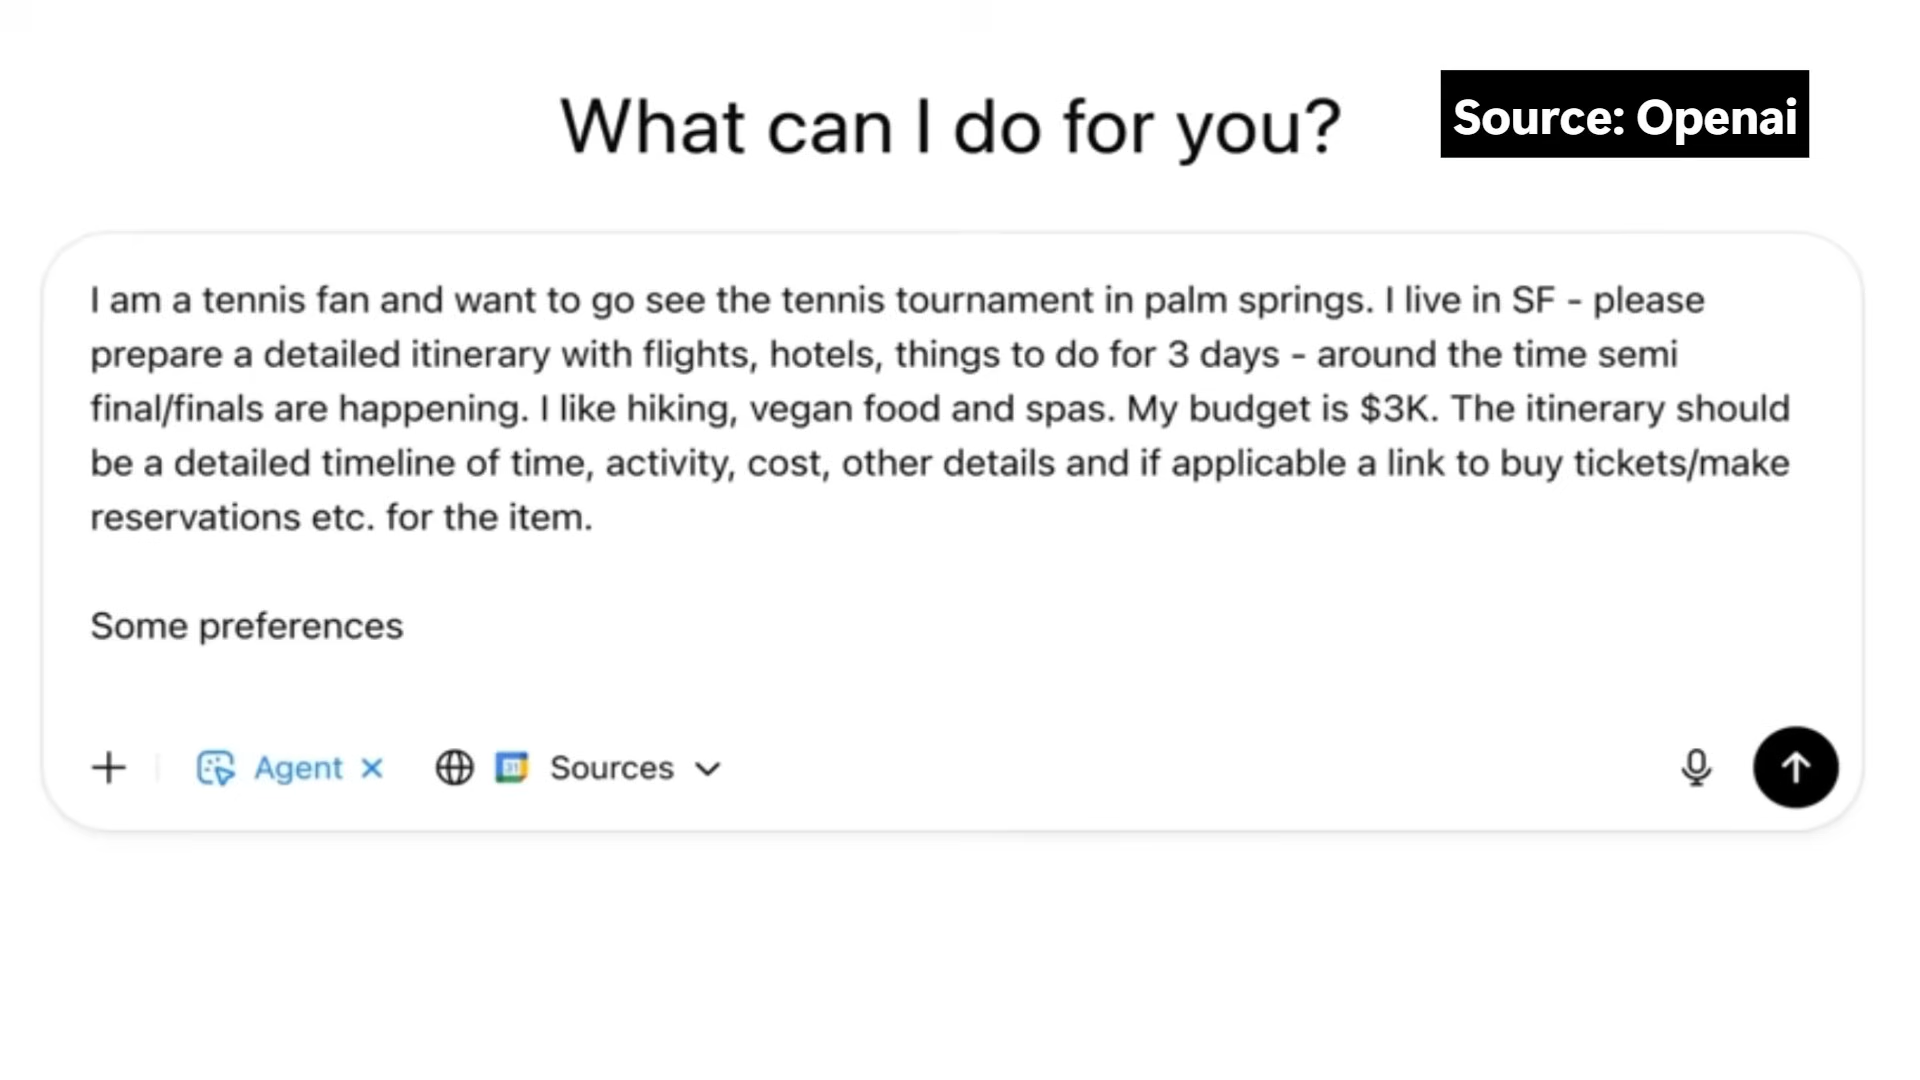 What can I do for you?
Source: Openai
I am a tennis fan and want to go see the tennis tournament in palm springs. I live in SF - please
prepare a detailed itinerary with flights, hotels, things to do for 3 days - around the time semi
final/finals are happening. I like hiking, vegan food and spas. My budget is $3K. The itinerary should
be a detailed timeline of time, activity, cost, other details and if applicable a link to buy tickets/make
reservations etc. for the item.
Some preferences
Agent
31
Sources